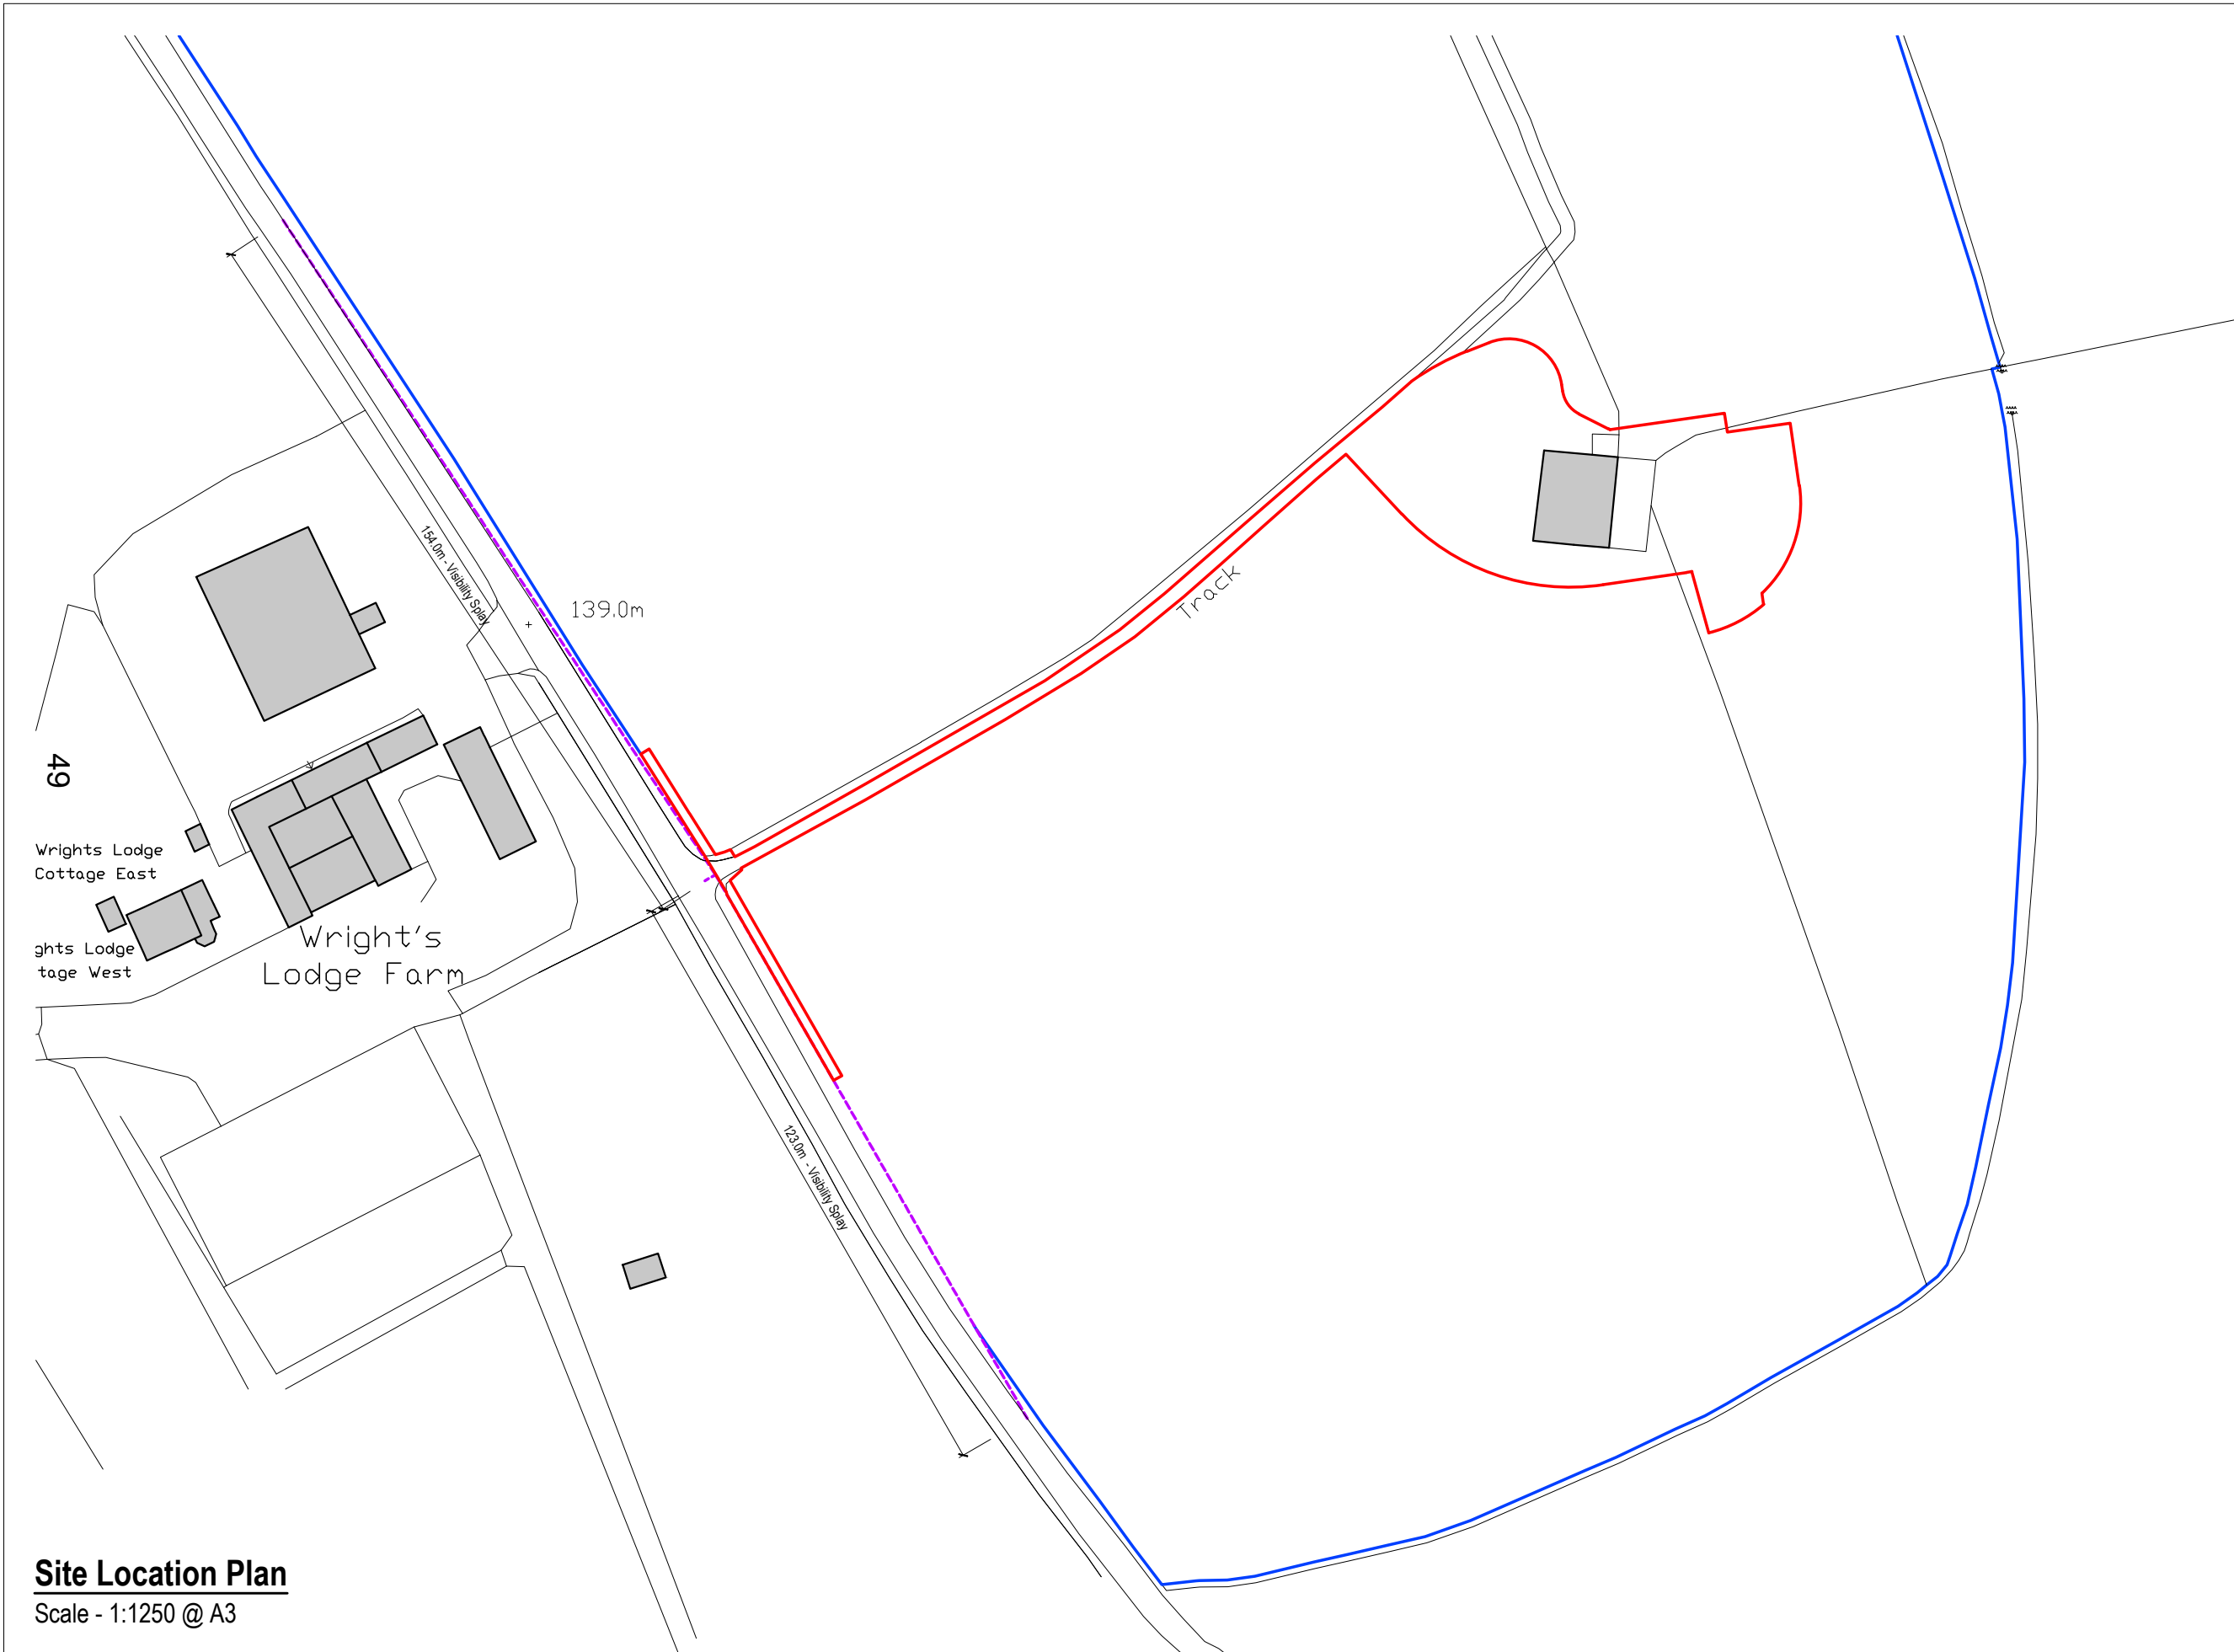 154.0m - Visibility Splay
139.0m
Track
49
Wrights Lodge
Cottage East
ghts Lodge
tage West
Wright's
Lodge Farm
123.0m - Visibility Splay
Site Location Plan
Scale - 1:1250 @ A3